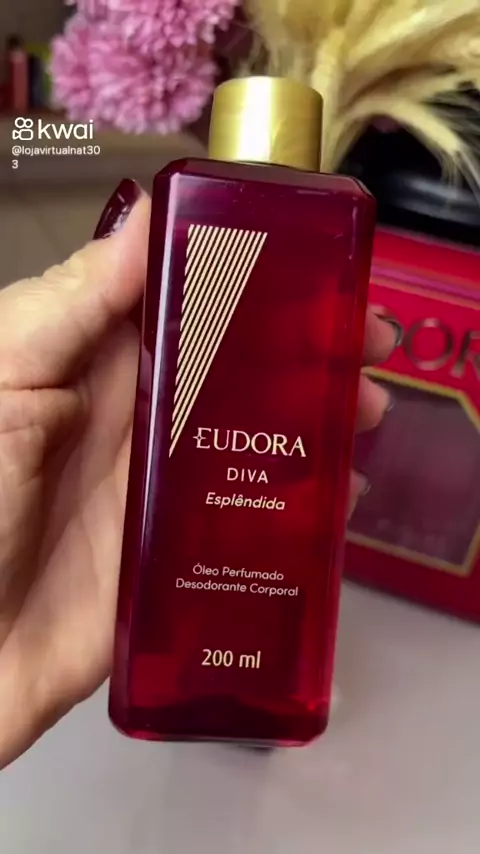 kwai
@lojavirtualnat30
3
EUDORA
DIVA
Esplêndida
Óleo Perfumado
Desodorante Corporal
200 ml